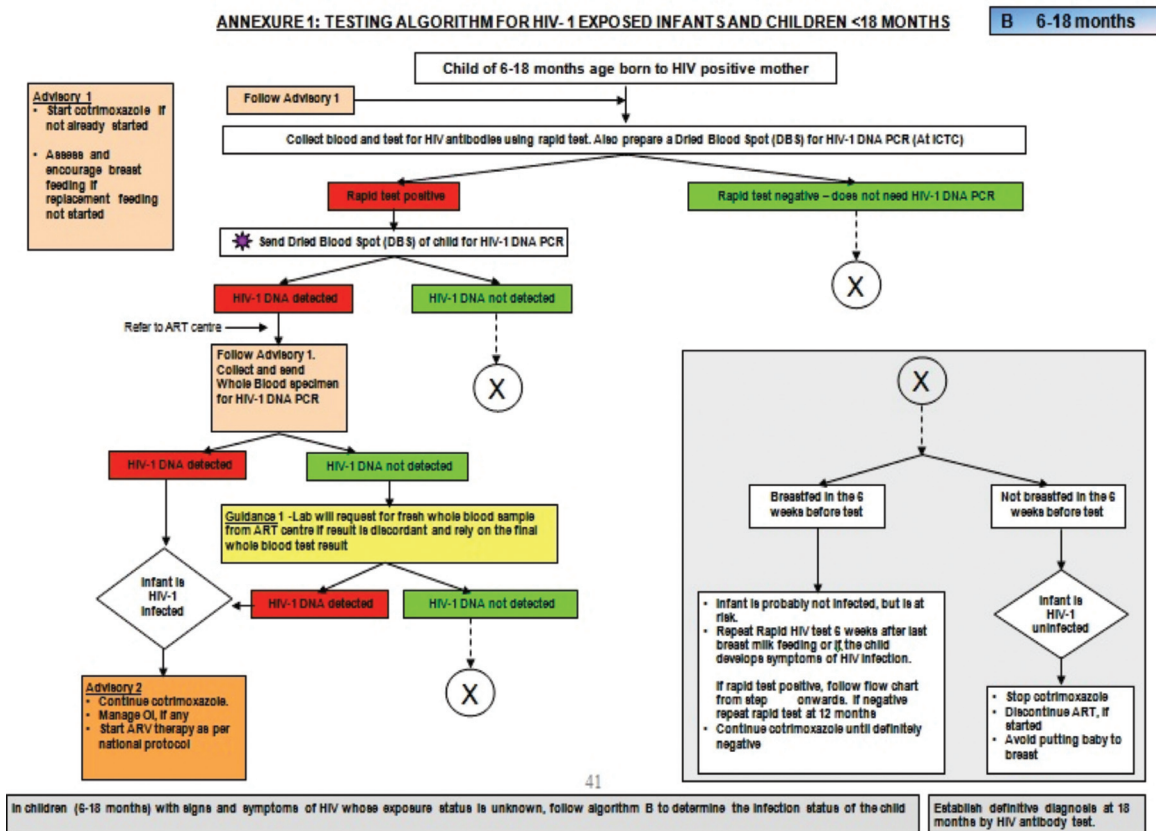 ANNEXURE 1: TESTING ALGORITHM FOR HIV- 1 EXPOSED INFANTS AND CHILDREN <18 MONTHS
B 6-18 months
Child of 6-18 months age born to HIV positive mother
Advisory 1
• Start cotrimoxazole if
not already started
• Assess and
encourage breast
feeding if
replacement feeding
not started
Follow Advisory 1
Collect blood and test for HIV antibodies using rapid test. Also prepare a Dried Blood Spot (DBS) for HIV-1 DNA PCR (At ICTC)
Rapid test positive
Rapid test negative – does not need HIV-1 DNA PCR
Send Dried Blood Spot (DBS) of child for HIV-1 DNA PCR
X
HIV-1 DNA detected
HIV-1 DNA not detected
Refer to ART centre
Follow Advisory 1.
Collect and send
Whole Blood specimen
for HIV-1 DNA PCR
X
HIV-1 DNA detected
HIV-1 DNA not detected
Guidance 1 -Lab will request for fresh whole blood sample
from ART centre if result is discordant and rely on the final
whole blood test result
Infant is
HIV-1
Infected
HIV-1 DNA detected
HIV-1 DNA not detected
X
Advisory 2
• Continue cotrimoxazole.
• Manage OI, if any
• Start ARV therapy as per
national protocol
X
Breastfed in the 6
weeks before test
Not breastfed in the 6
weeks before test
• Infant is probably not infected, but is at
risk.
• Repeat Rapid HIV test 6 weeks after last
breast milk feeding or if the child
develops symptoms of HIV infection.
If rapid test positive, follow flow chart
from step onwards. If negative
repeat rapid test at 12 months
• Continue cotrimoxazole until definitely
negative
Infant is
HIV-1
uninfected
• Stop cotrimoxazole
• Discontinue ART, if
started
• Avoid putting baby to
breast
41
In children (6-18 months) with signs and symptoms of HIV whose exposure status is unknown, follow algorithm B to determine the infection status of the child
Establish definitive diagnosis at 18
months by HIV antibody test.